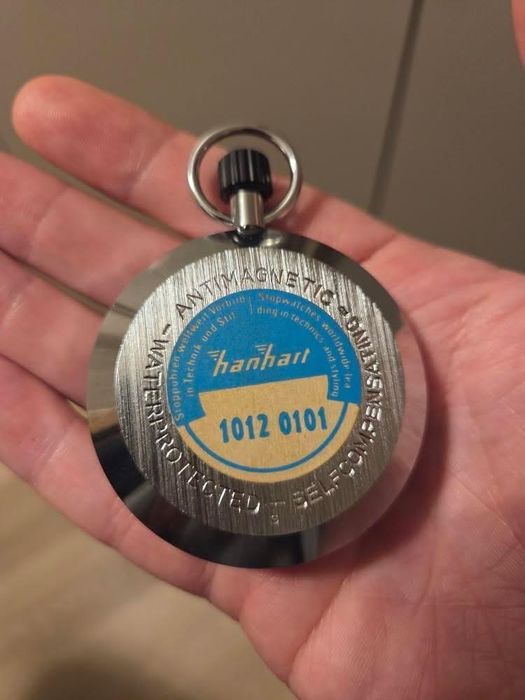 WATERPROTECTED – ANTIMAGNETIC – SELFCOMPENSATING
Stoppuhren weltweit Vorbild
in Technik und Stil
Stopwatches worldwide lea
ding in technics and styling
hanhart
1012 0101